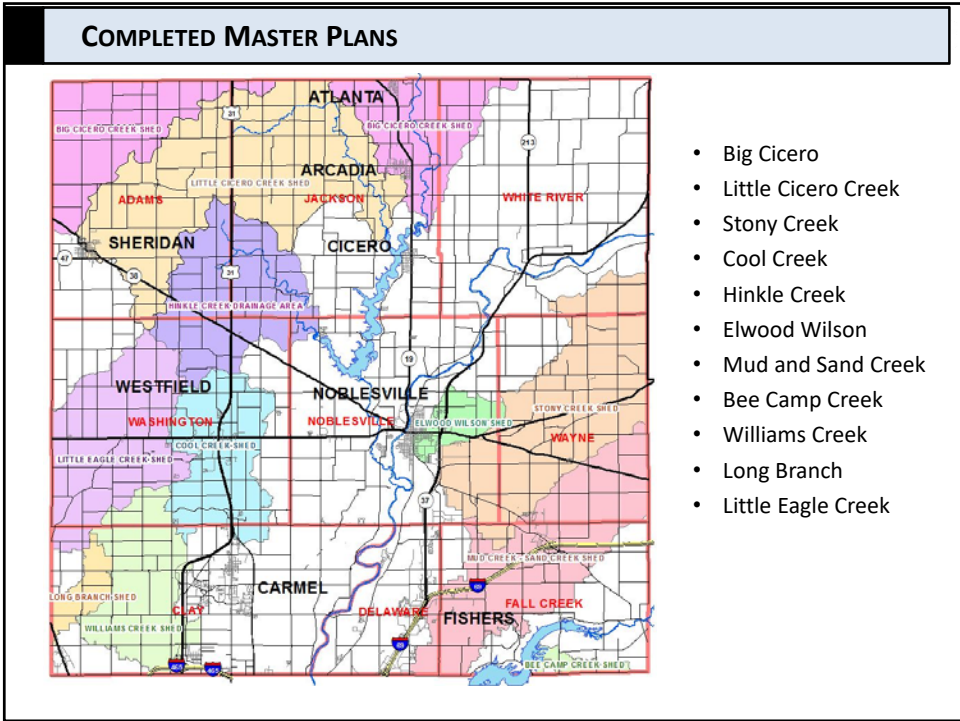 COMPLETED MASTER PLANS
ATLANTA
31
BIG CICERO CREEK SHED
BIG CICERO CREEK SHED
213
ARCADIA
LITTLE CICERO CREEK SHED
ADAMS
JACKSON
WHITE RIVER
SHERIDAN
CICERO
47
38
31
HINKLE CREEK DRAINAGE AREA
19
WESTFIELD
NOBLESVILLE
STONY CREEK SHED
WASHINGTON
NOBLESVILLE
ELWOOD WILSON SHED
WAYNE
COOL CREEK SHED
LITTLE EAGLE CREEK SHED
37
MUD CREEK - SAND CREEK SHED
CARMEL
69
LONG BRANCH SHED
CLAY
DELAWARE
FALL CREEK
FISHERS
WILLIAMS CREEK SHED
69
465
465
BEE CAMP CREEK SHED
• Big Cicero
• Little Cicero Creek
• Stony Creek
• Cool Creek
• Hinkle Creek
• Elwood Wilson
• Mud and Sand Creek
• Bee Camp Creek
• Williams Creek
• Long Branch
• Little Eagle Creek